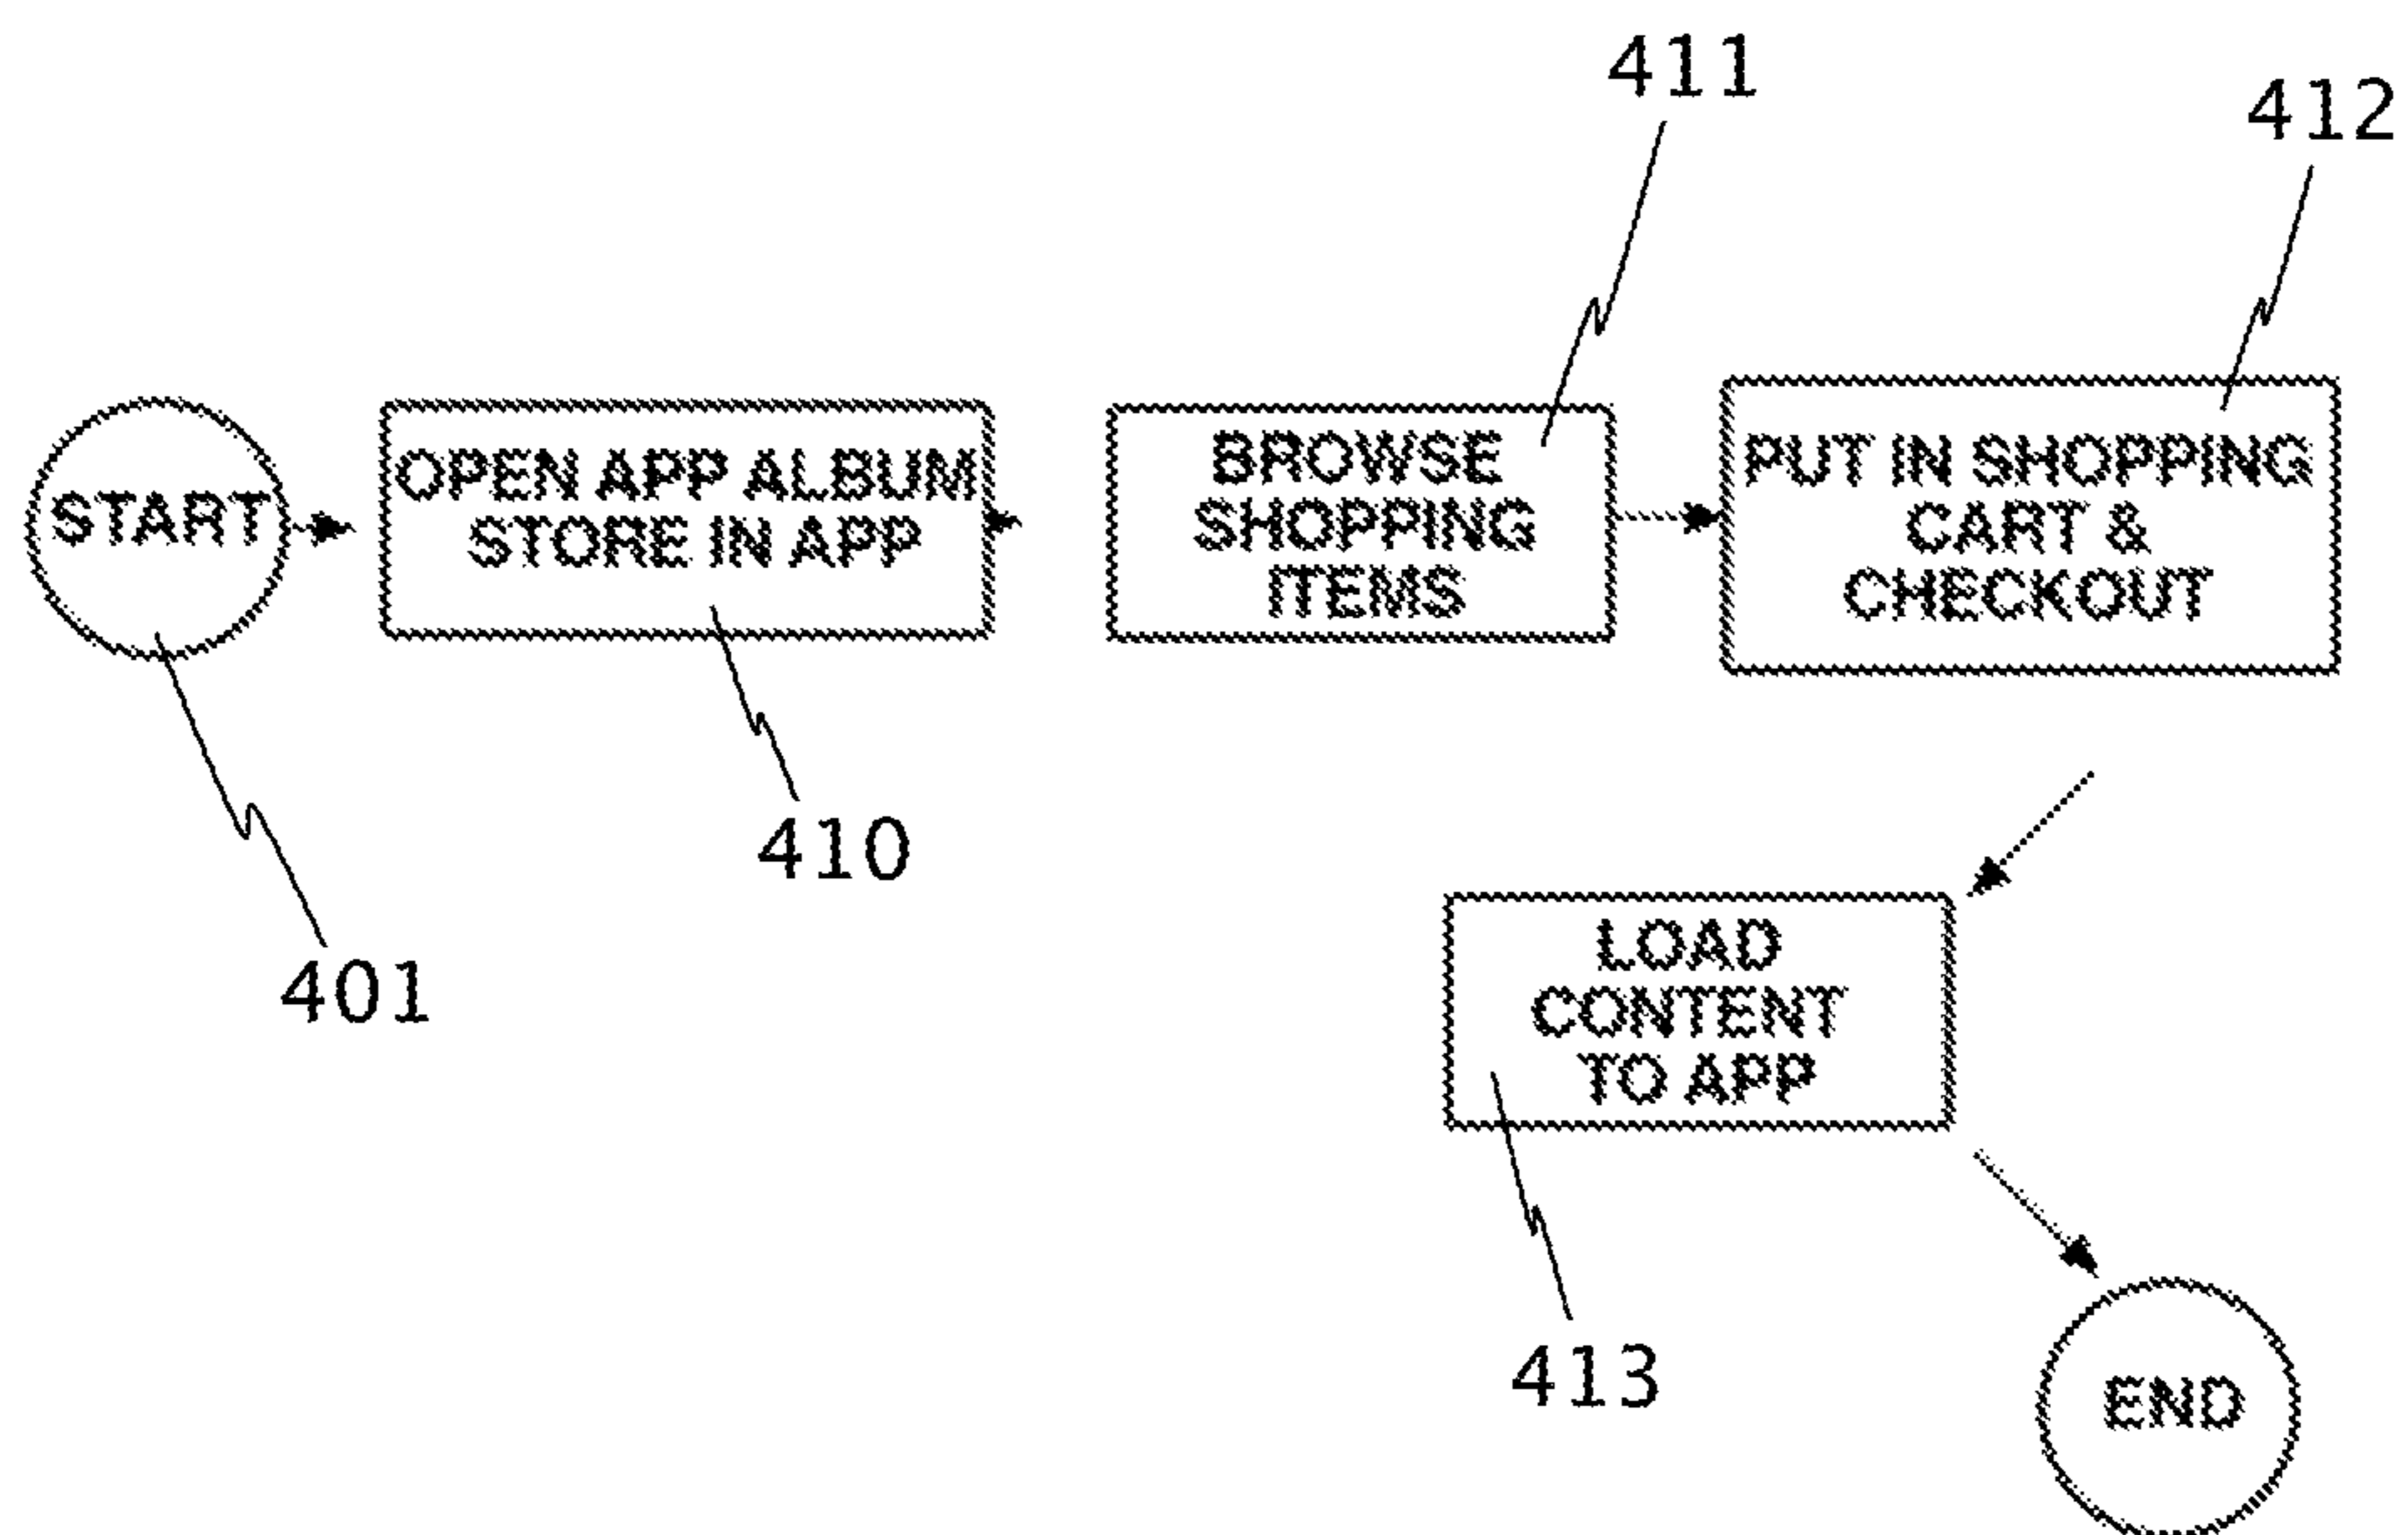 411
412
START
OPEN APP ALBUM
STORE IN APP
BROWSE
SHOPPING
ITEMS
PUT IN SHOPPING
CART &
CHECKOUT
410
401
LOAD
CONTENT
TO APP
413
END